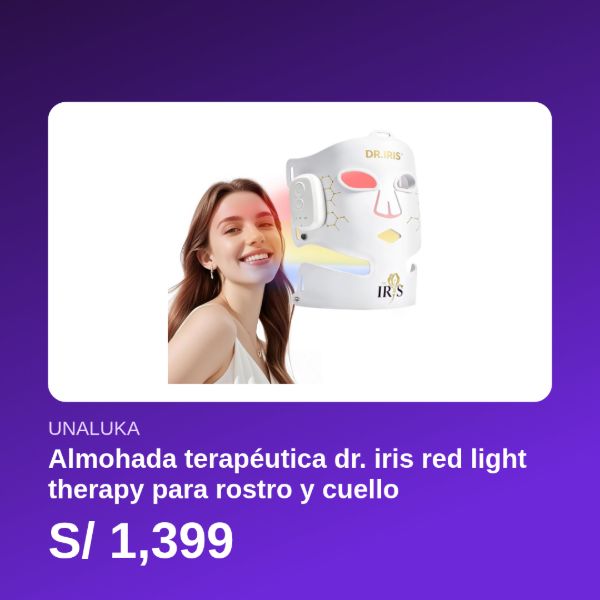 DR.IRIS
IRIS
UNALUKA
Almohada terapéutica dr. iris red light
therapy para rostro y cuello
S/ 1,399